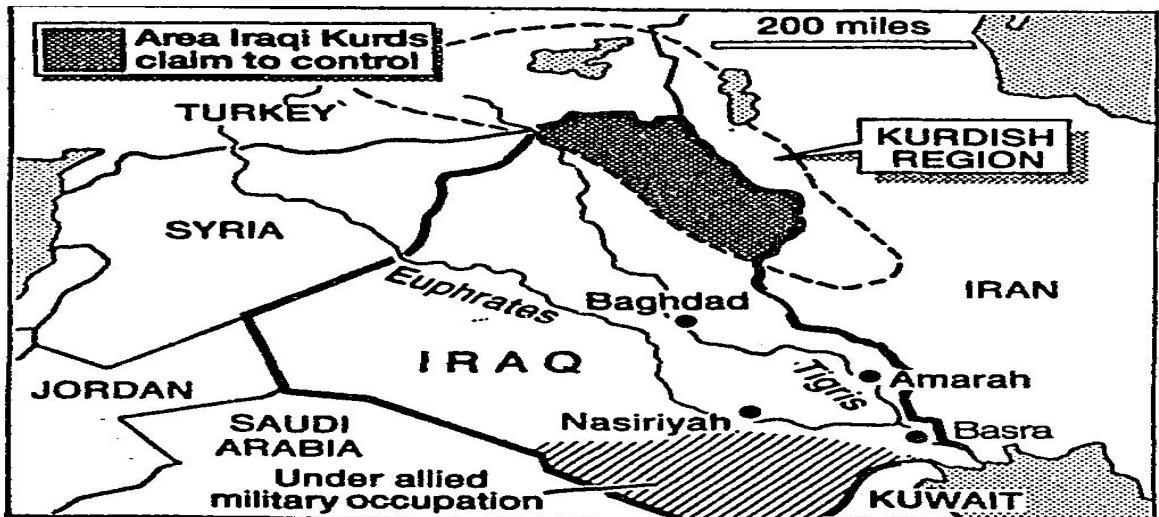 Area Iraqi Kurds
claim to control
200 miles
TURKEY
KURDISH
REGION
SYRIA
IRAN
Euphrates
Baghdad
IRAQ
Tigris
Amarah
JORDAN
Nasiriyah
Basra
SAUDI
ARABIA
Under allied
military occupation
KUWAIT